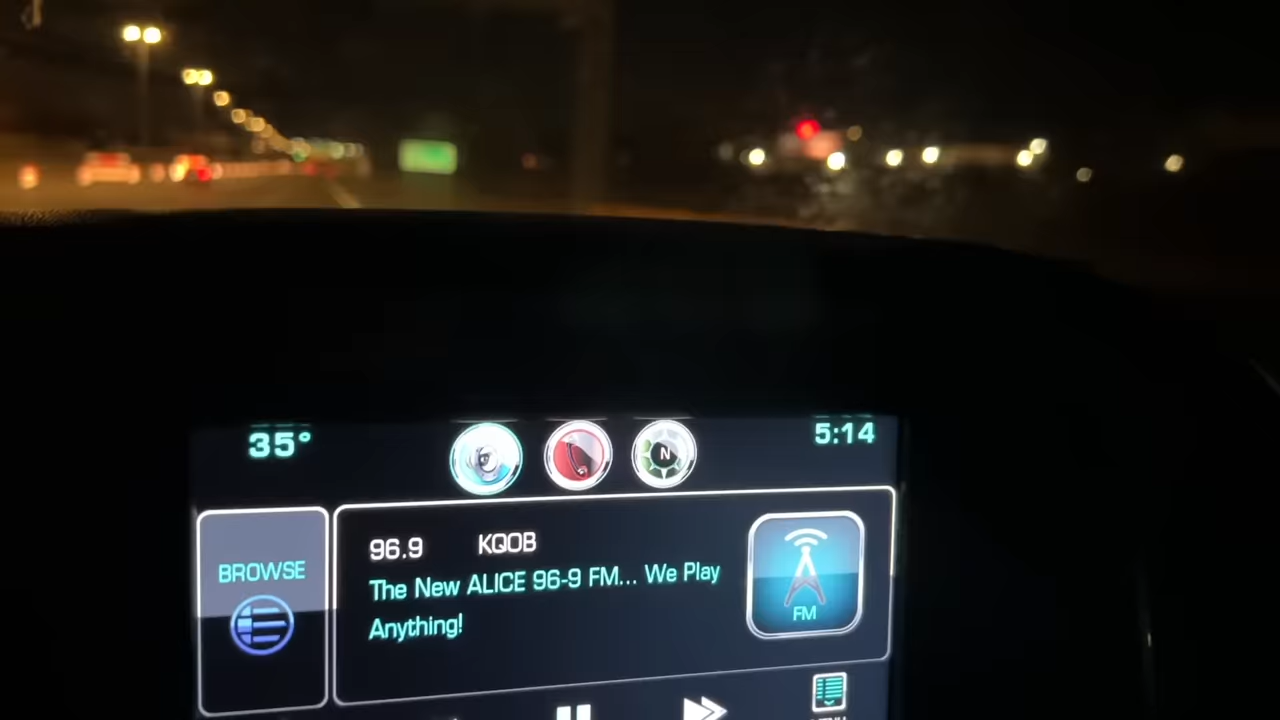 35° N 5:14
BROWSE
96.9 KQOB
The New ALICE 96-9 FM... We Play
Anything!
FM